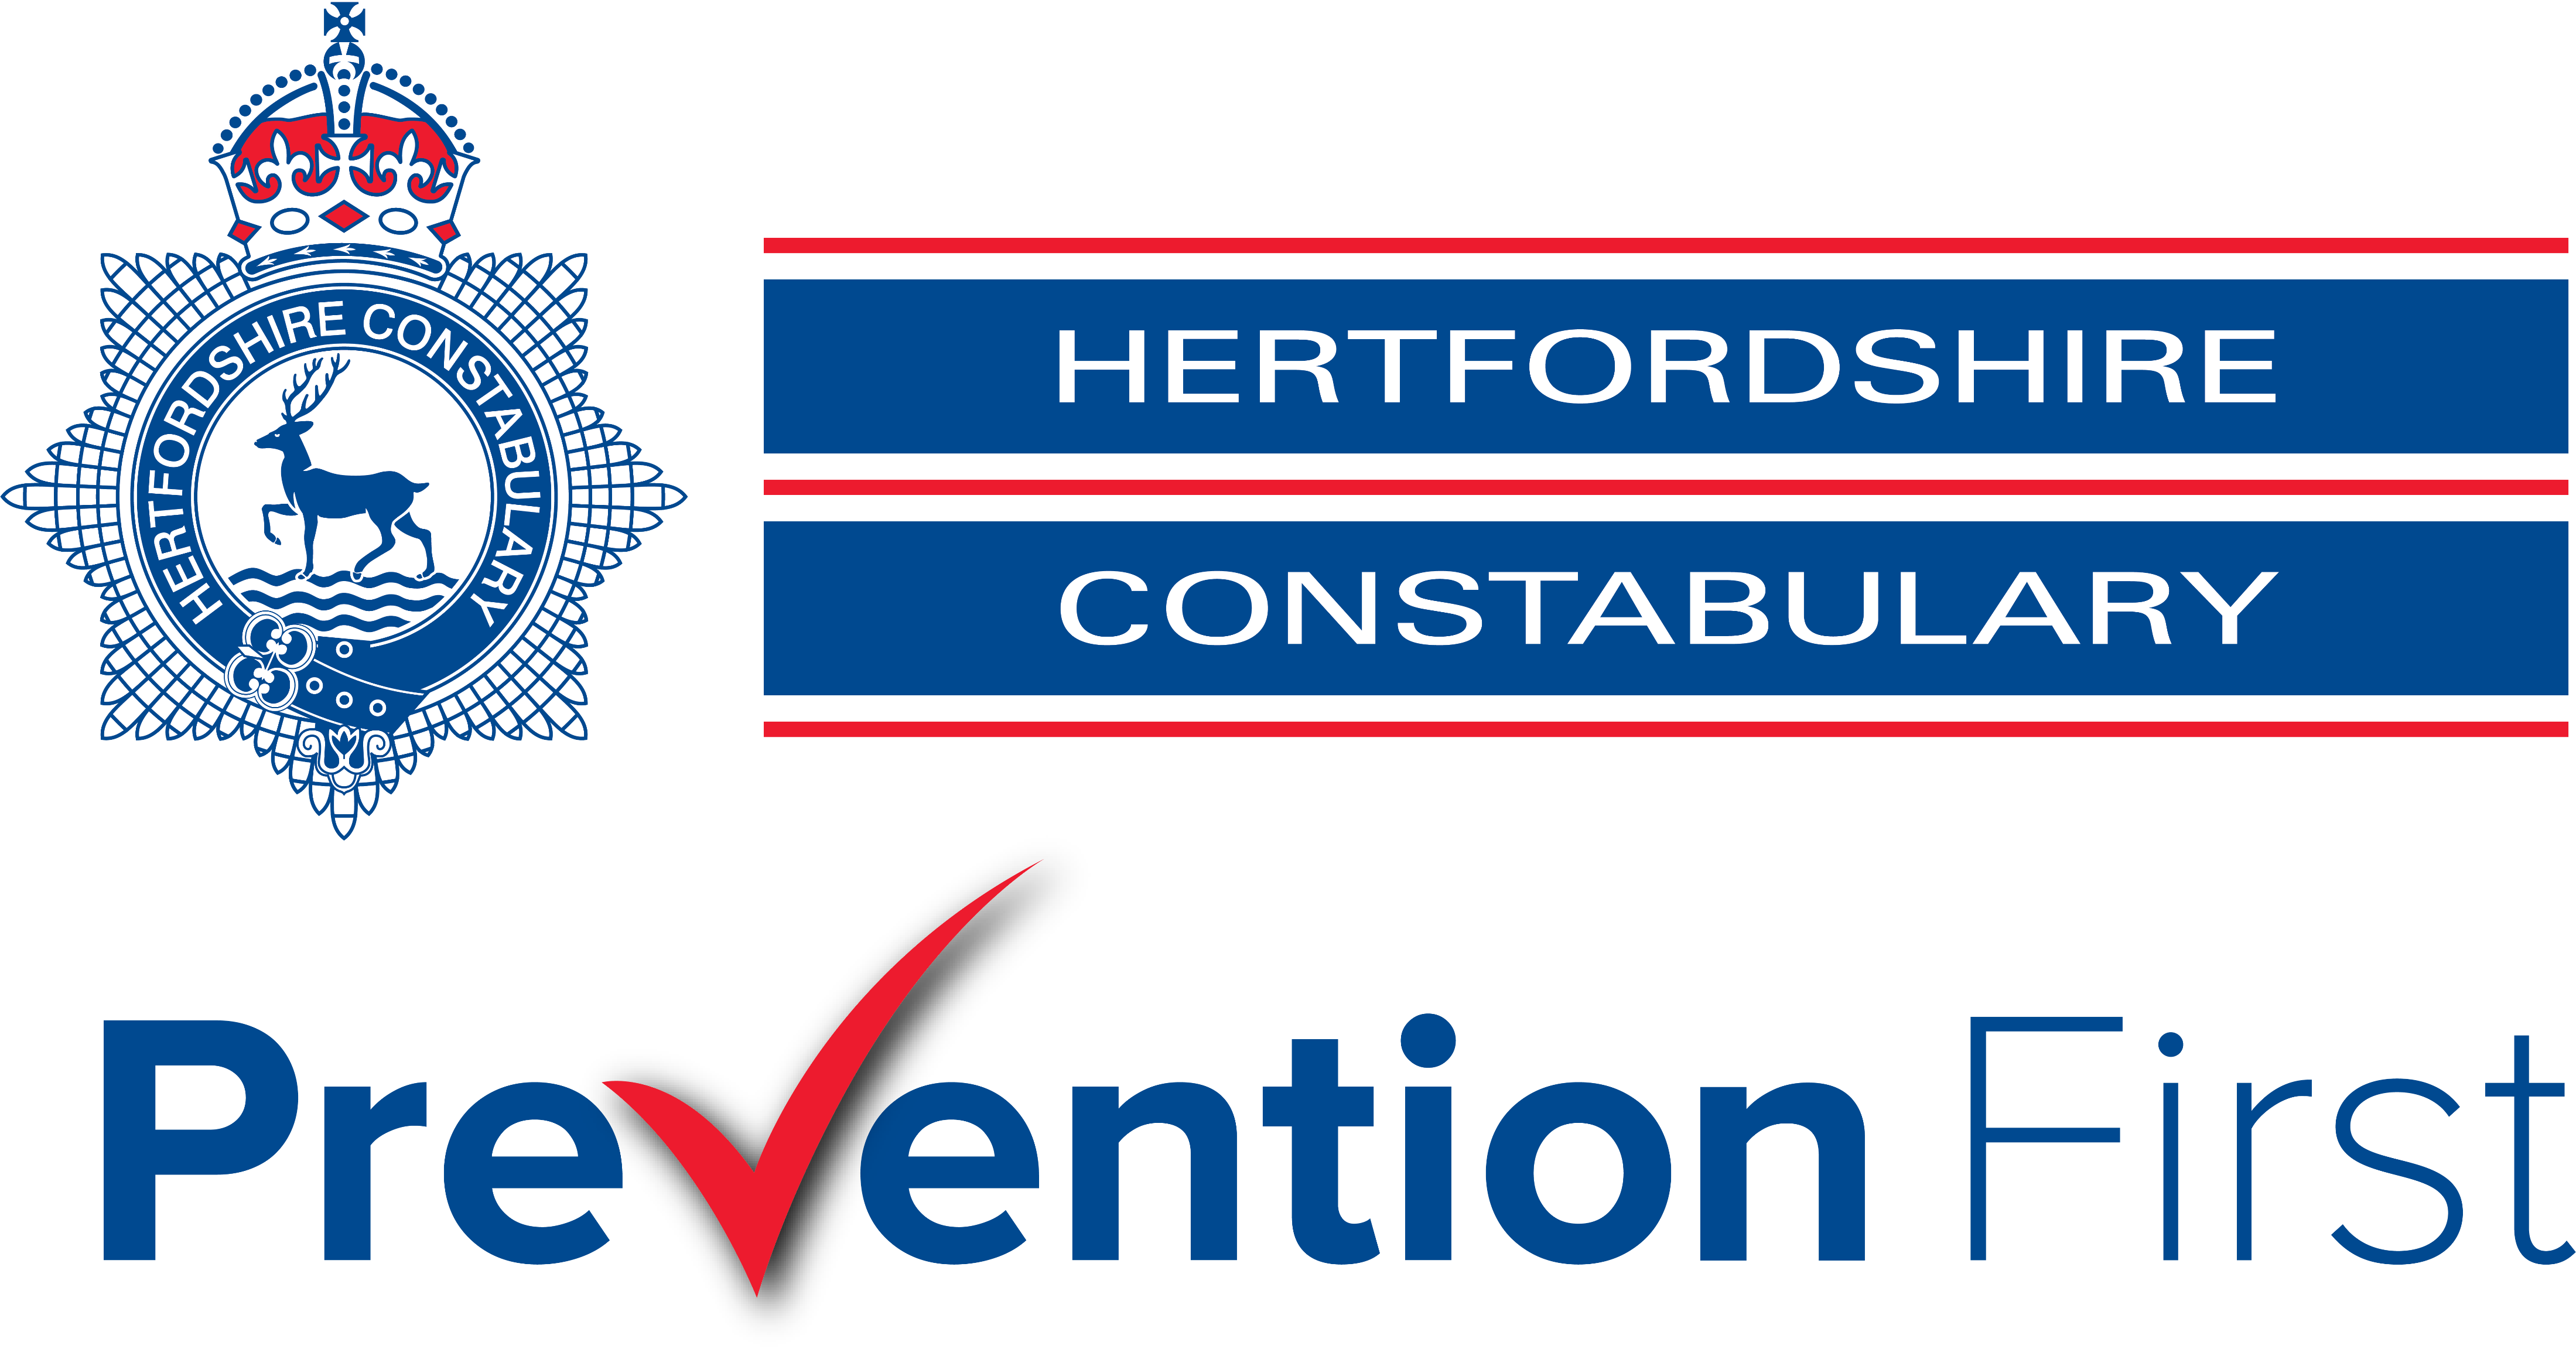 HERTFORDSHIRE CONSTABULARY
HERTFORDSHIRE
CONSTABULARY
Prevention First